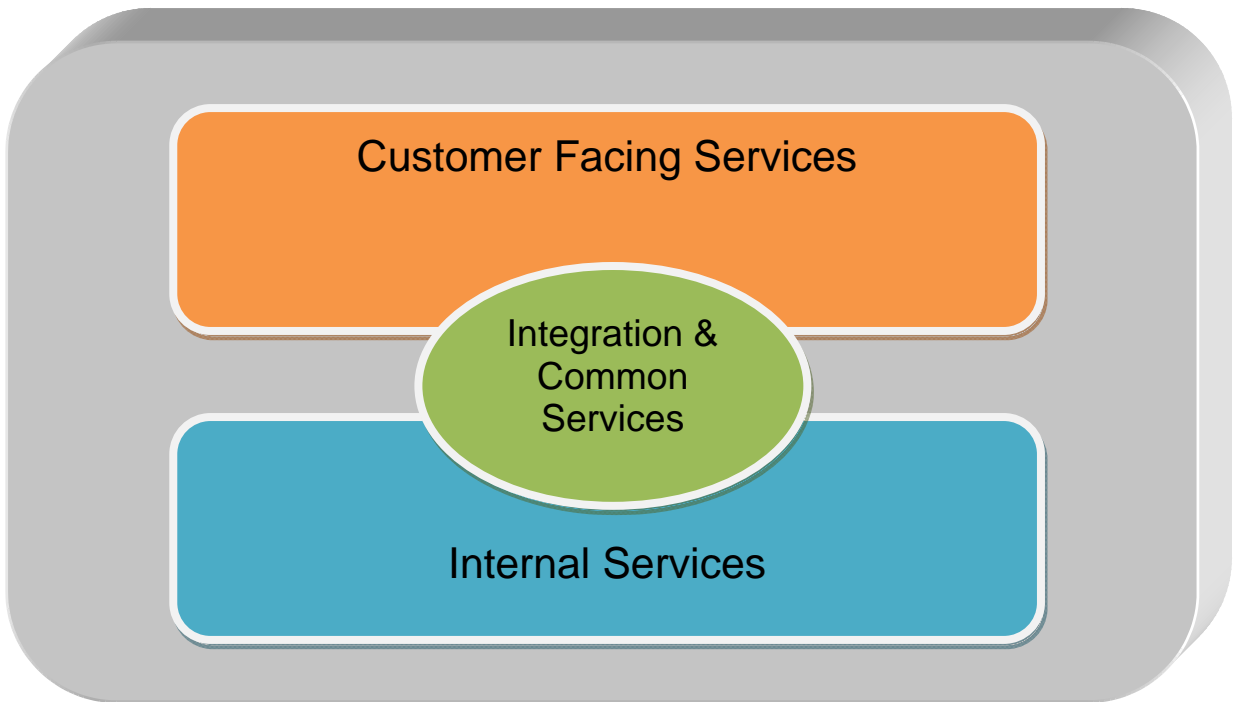 Customer Facing Services
Integration &
Common
Services
Internal Services